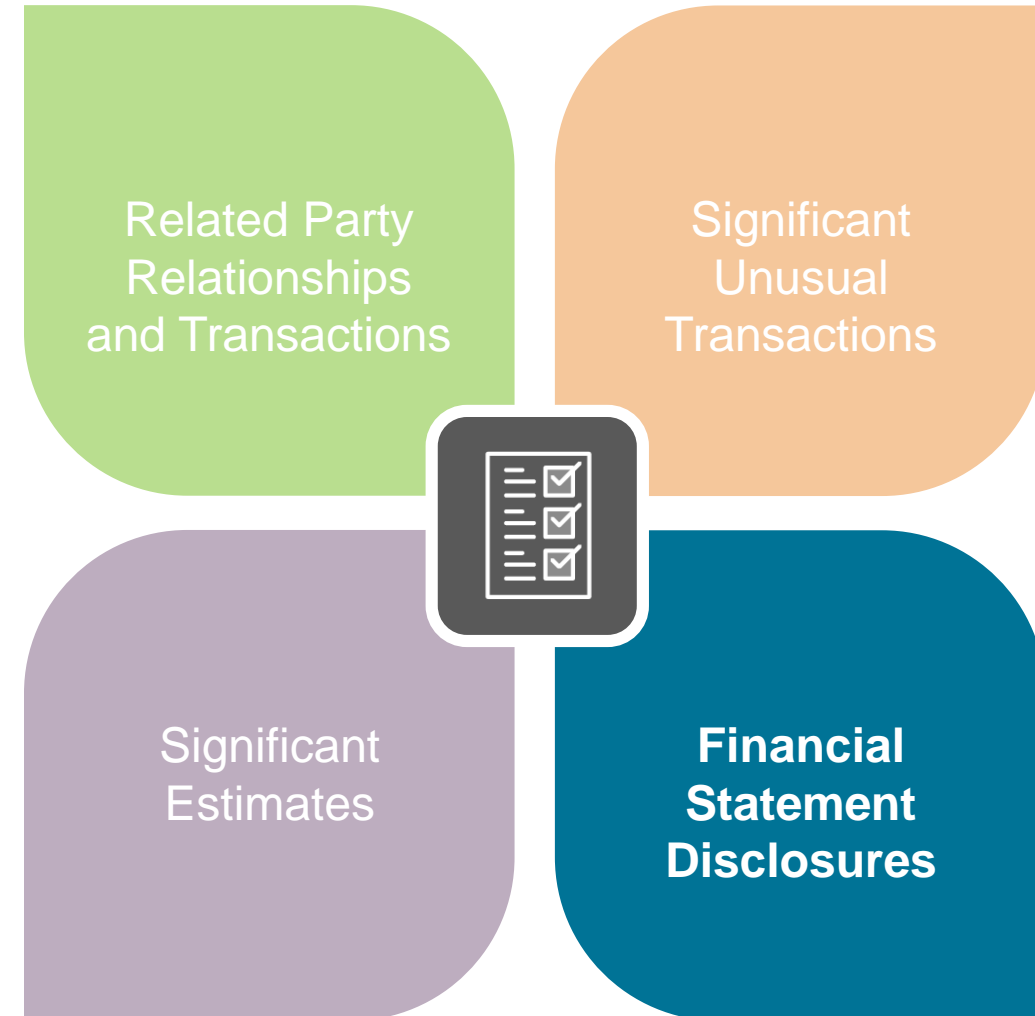 Related Party
Relationships
and Transactions
Significant
Unusual
Transactions
Significant
Estimates
Financial
Statement
Disclosures